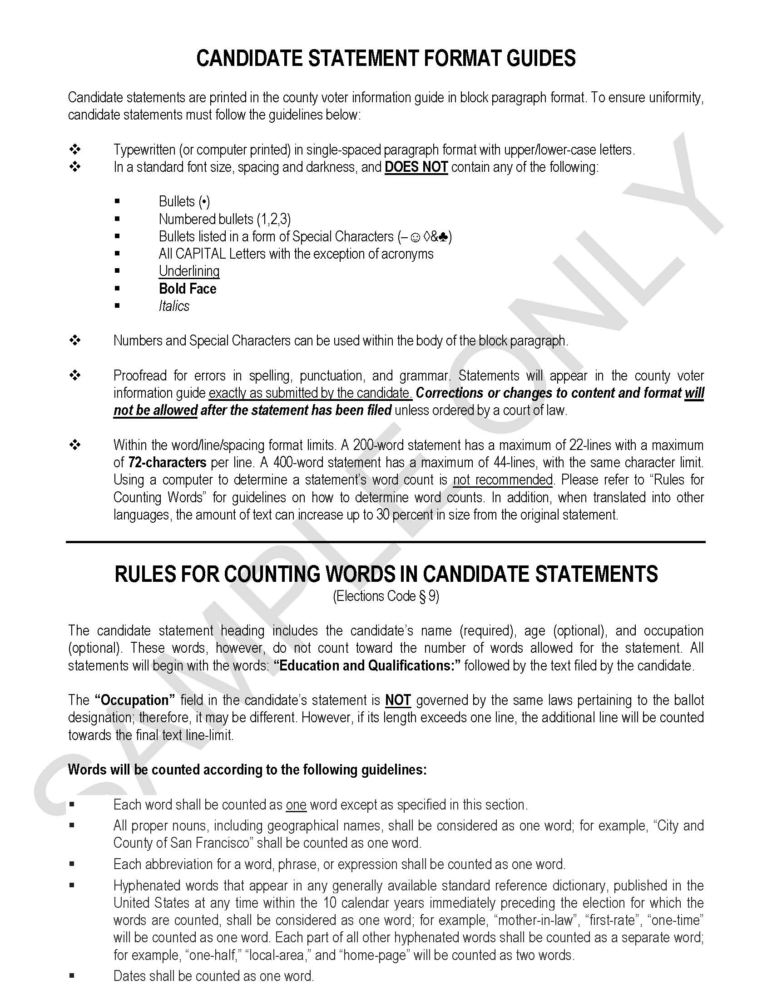 CANDIDATE STATEMENT FORMAT GUIDES
Candidate statements are printed in the county voter information guide in block paragraph format. To ensure uniformity,
candidate statements must follow the guidelines below:
❖ Typewritten (or computer printed) in single-spaced paragraph format with upper/lower-case letters.
❖ In a standard font size, spacing and darkness, and DOES NOT contain any of the following:
▪ Bullets (•)
▪ Numbered bullets (1,2,3)
▪ Bullets listed in a form of Special Characters (–☺◊&♣)
▪ All CAPITAL Letters with the exception of acronyms
▪ Underlining
▪ Bold Face
▪ Italics
❖ Numbers and Special Characters can be used within the body of the block paragraph.
❖ Proofread for errors in spelling, punctuation, and grammar. Statements will appear in the county voter
information guide exactly as submitted by the candidate. Corrections or changes to content and format will
not be allowed after the statement has been filed unless ordered by a court of law.
❖ Within the word/line/spacing format limits. A 200-word statement has a maximum of 22-lines with a maximum
of 72-characters per line. A 400-word statement has a maximum of 44-lines, with the same character limit.
Using a computer to determine a statement’s word count is not recommended. Please refer to “Rules for
Counting Words” for guidelines on how to determine word counts. In addition, when translated into other
languages, the amount of text can increase up to 30 percent in size from the original statement.
RULES FOR COUNTING WORDS IN CANDIDATE STATEMENTS
(Elections Code § 9)
The candidate statement heading includes the candidate’s name (required), age (optional), and occupation
(optional). These words, however, do not count toward the number of words allowed for the statement. All
statements will begin with the words: “Education and Qualifications:” followed by the text filed by the candidate.
The “Occupation” field in the candidate’s statement is NOT governed by the same laws pertaining to the ballot
designation; therefore, it may be different. However, if its length exceeds one line, the additional line will be counted
towards the final text line-limit.
Words will be counted according to the following guidelines:
▪ Each word shall be counted as one word except as specified in this section.
▪ All proper nouns, including geographical names, shall be considered as one word; for example, “City and
County of San Francisco” shall be counted as one word.
▪ Each abbreviation for a word, phrase, or expression shall be counted as one word.
▪ Hyphenated words that appear in any generally available standard reference dictionary, published in the
United States at any time within the 10 calendar years immediately preceding the election for which the
words are counted, shall be considered as one word; for example, “mother-in-law”, “first-rate”, “one-time”
will be counted as one word. Each part of all other hyphenated words shall be counted as a separate word;
for example, “one-half,” “local-area,” and “home-page” will be counted as two words.
▪ Dates shall be counted as one word.
SAMPLE ONLY